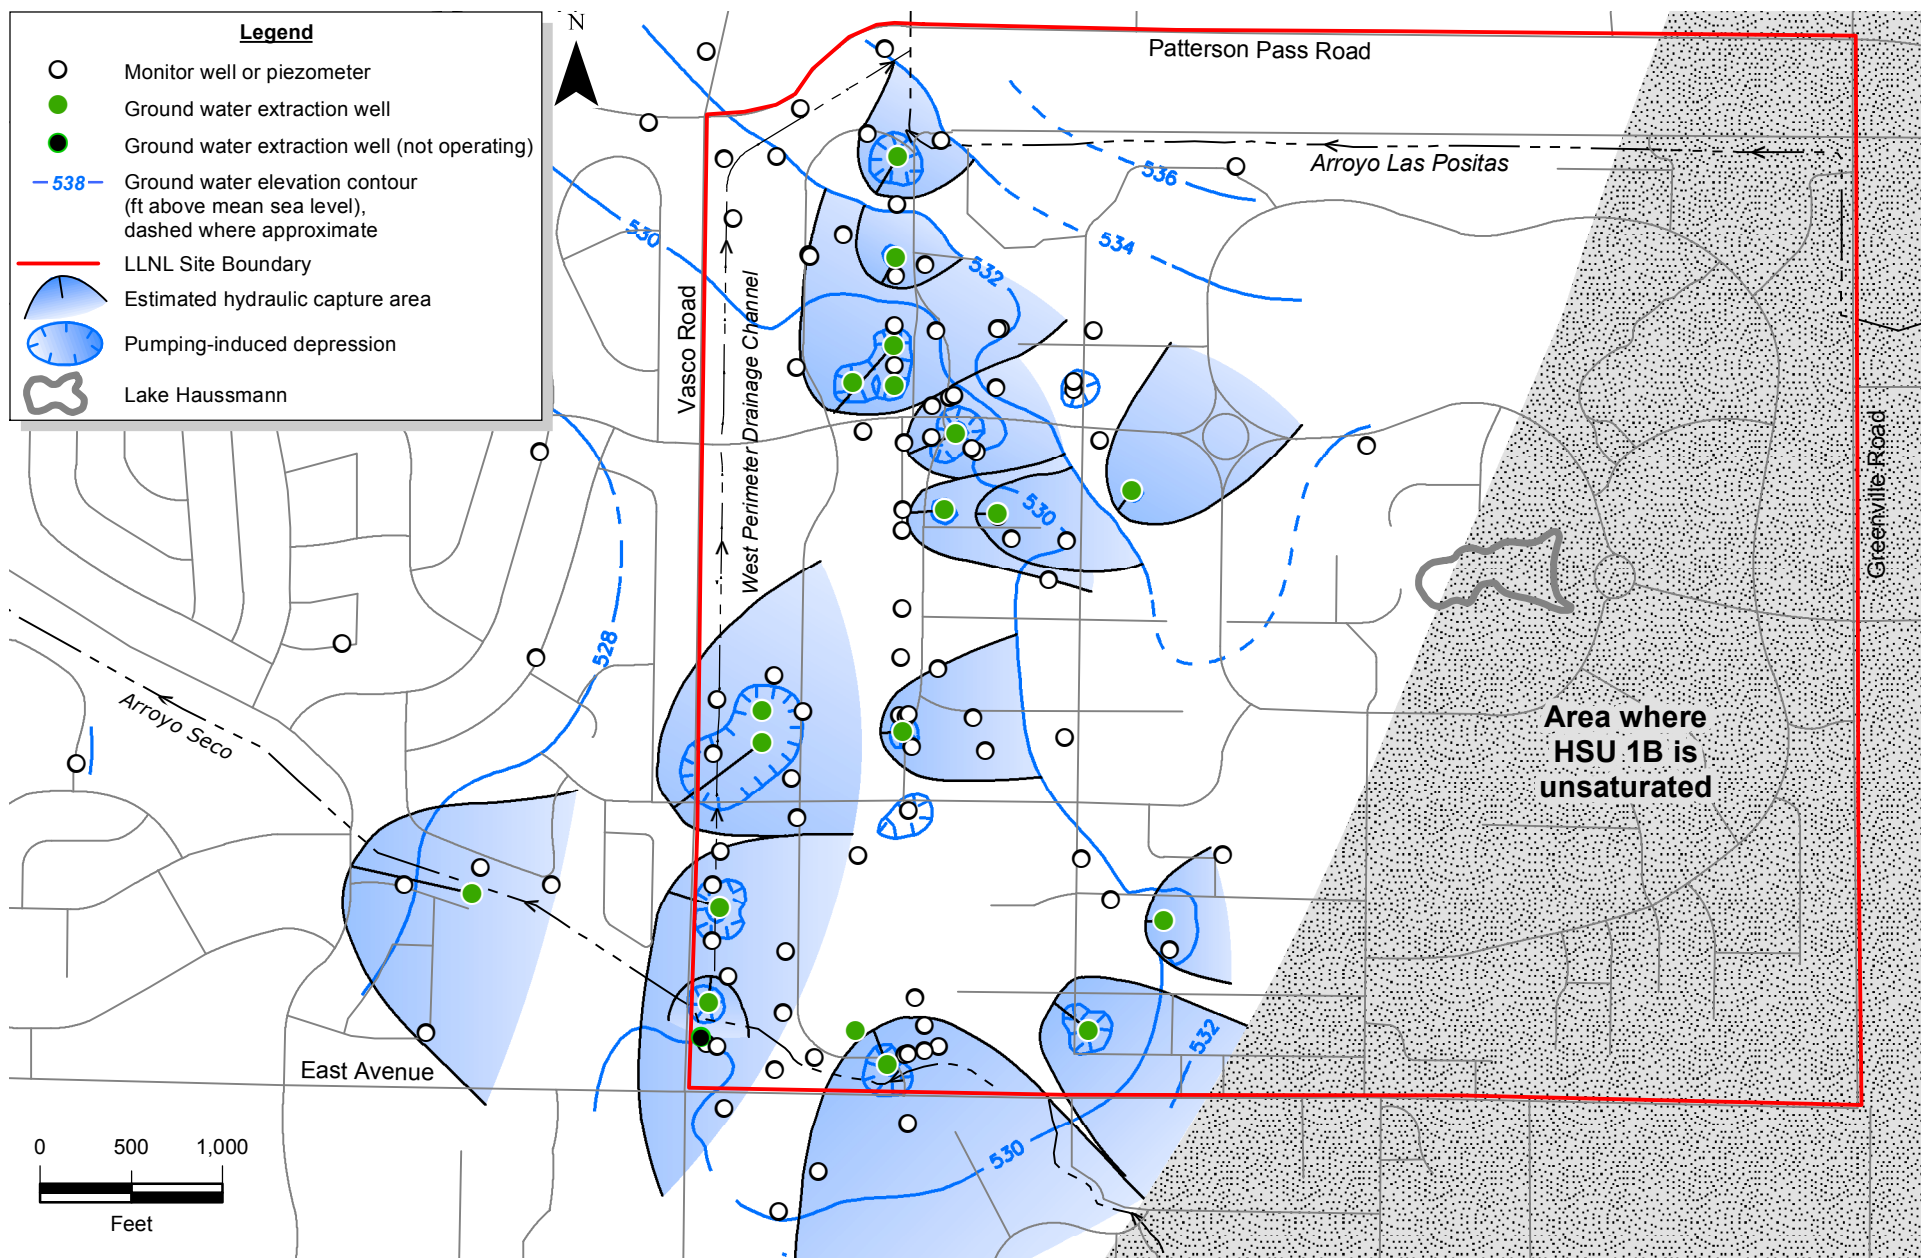 Legend
Monitor well or piezometer
Ground water extraction well
Ground water extraction well (not operating)
538
Ground water elevation contour
(ft above mean sea level),
dashed where approximate
LLNL Site Boundary
Estimated hydraulic capture area
Pumping-induced depression
Lake Haussmann
N
Patterson Pass Road
Arroyo Las Positas
536
534
530
532
Vasco Road
West Perimeter Drainage Channel
Greenville Road
530
528
Arroyo Seco
Area where
HSU 1B is
unsaturated
532
East Avenue
530
0 500 1,000
Feet